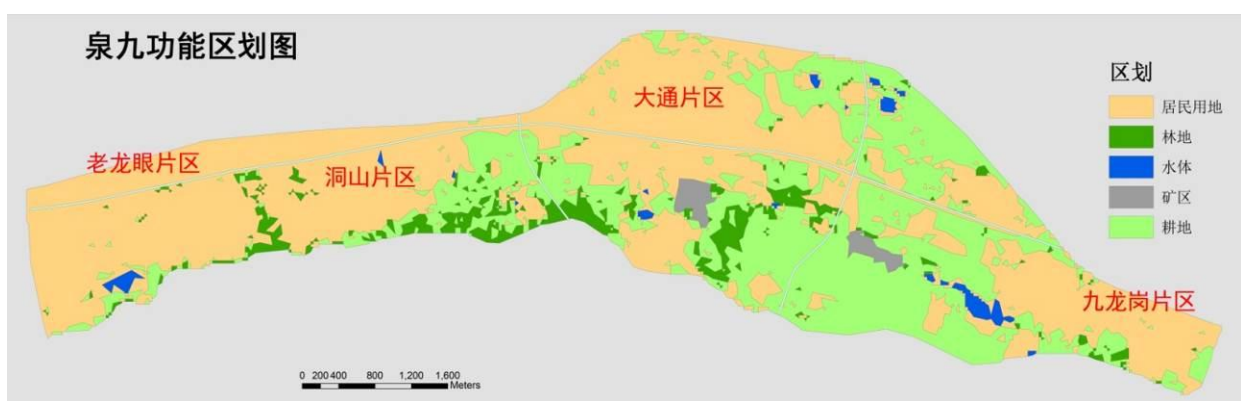 泉九功能区划图
老龙眼片区
洞山片区
大通片区
九龙岗片区
区划
居民用地
林地
水体
矿区
耕地
0 200 400 800 1,200 1,600
Meters